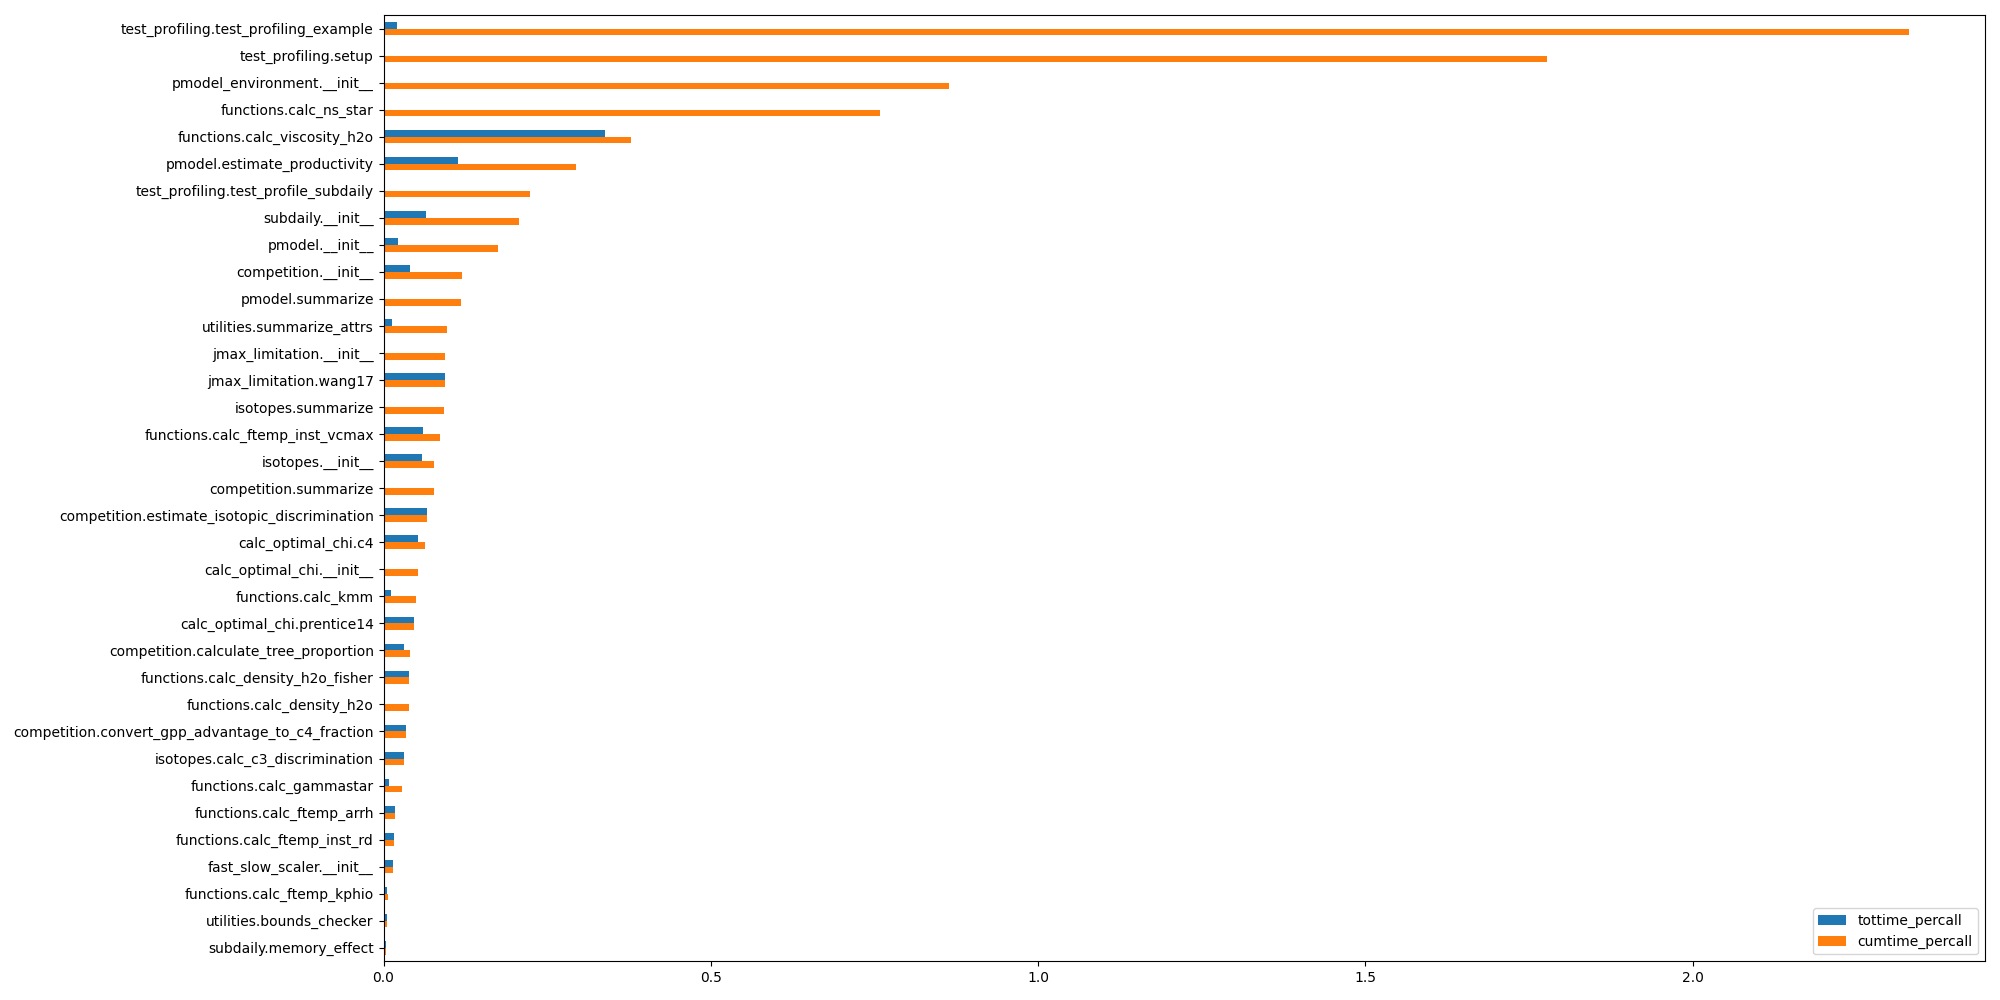 test_profiling.test_profiling_example
test_profiling.setup
pmodel_environment.__init__
functions.calc_ns_star
functions.calc_viscosity_h2o
pmodel.estimate_productivity
test_profiling.test_profile_subdaily
subdaily.__init__
pmodel.__init__
competition.__init__
pmodel.summarize
utilities.summarize_attrs
jmax_limitation.__init__
jmax_limitation.wang17
isotopes.summarize
functions.calc_ftemp_inst_vcmax
isotopes.__init__
competition.summarize
competition.estimate_isotopic_discrimination
calc_optimal_chi.c4
calc_optimal_chi.__init__
functions.calc_kmm
calc_optimal_chi.prentice14
competition.calculate_tree_proportion
functions.calc_density_h2o_fisher
functions.calc_density_h2o
competition.convert_gpp_advantage_to_c4_fraction
isotopes.calc_c3_discrimination
functions.calc_gammastar
functions.calc_ftemp_arrh
functions.calc_ftemp_inst_rd
fast_slow_scaler.__init__
functions.calc_ftemp_kphio
utilities.bounds_checker
subdaily.memory_effect
tottime_percall
cumtime_percall
0.0 0.5 1.0 1.5 2.0